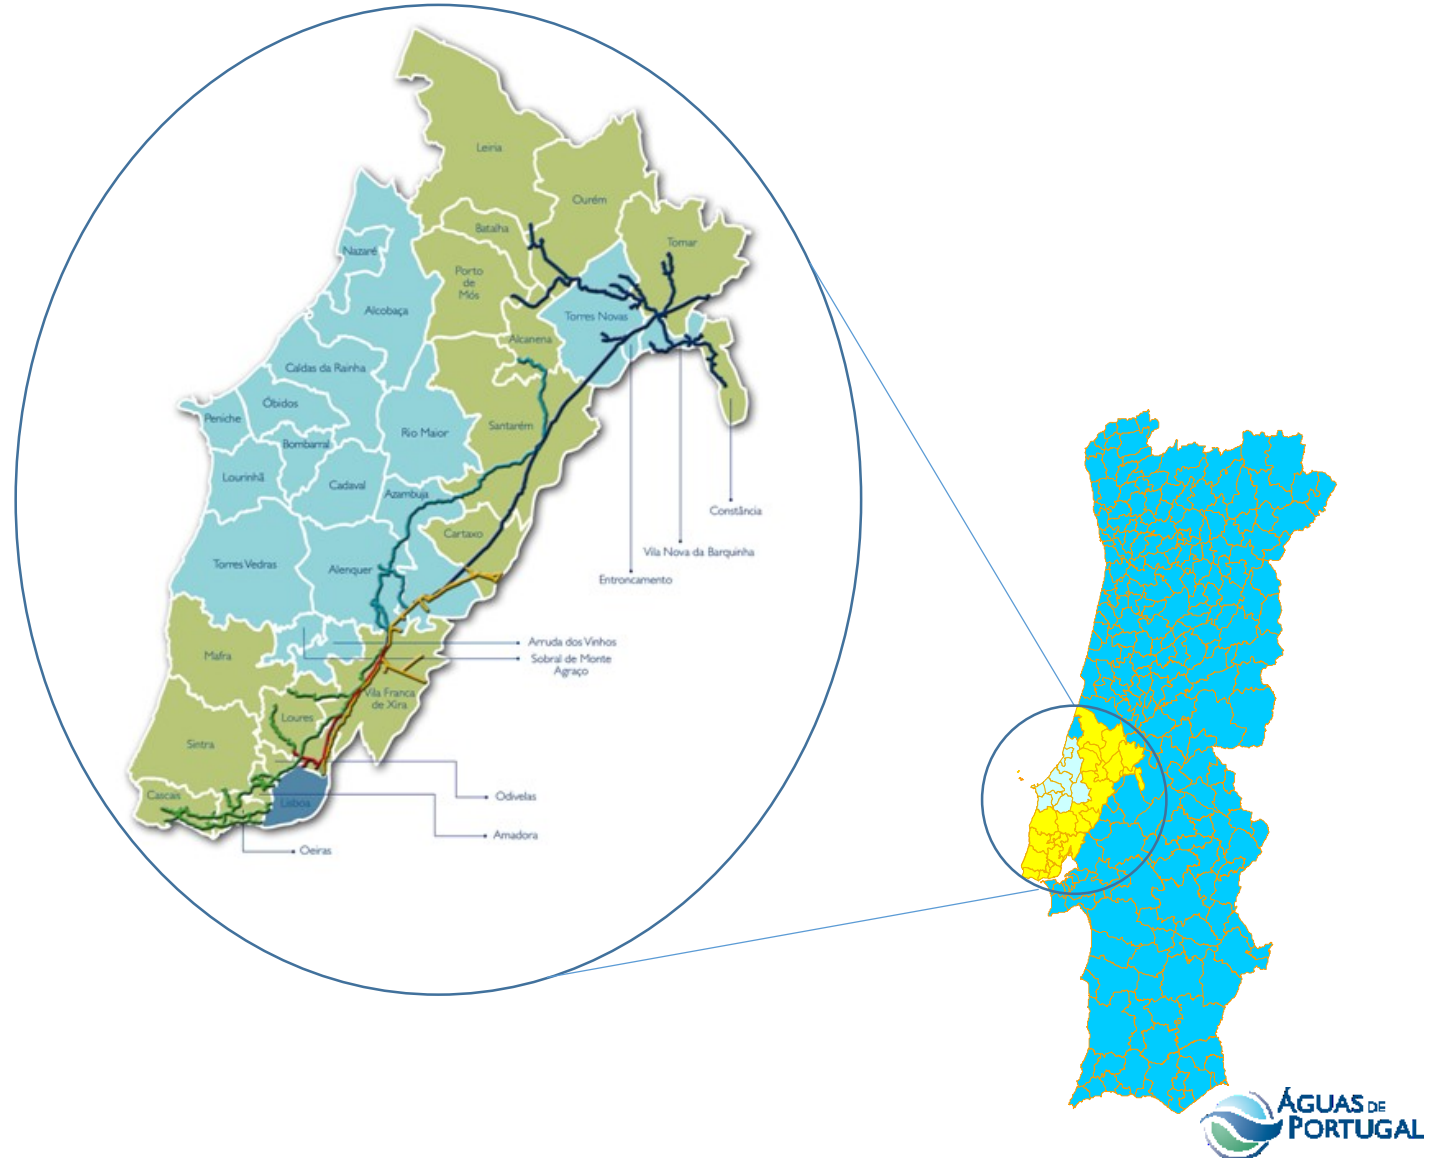 Leiria
Ourém
Batalha
Tomar
Nazaré
Porto
de
Mós
Alcobaça
Torres Novas
Alcanena
Caldas da Rainha
Óbidos
Peniche
Santarém
Rio Maior
Bombarral
Lourinhã
Cadaval
Azambuja
Constância
Cartaxo
Vila Nova da Barquinha
Torres Vedras
Alenquer
Entroncamento
Arruda dos Vinhos
Mafra
Sobral de Monte
Agraço
Vila Franca
de Xira
Loures
Sintra
Cascais
Lisboa
Odivelas
Amadora
Oeiras
ÁGUAS DE
PORTUGAL